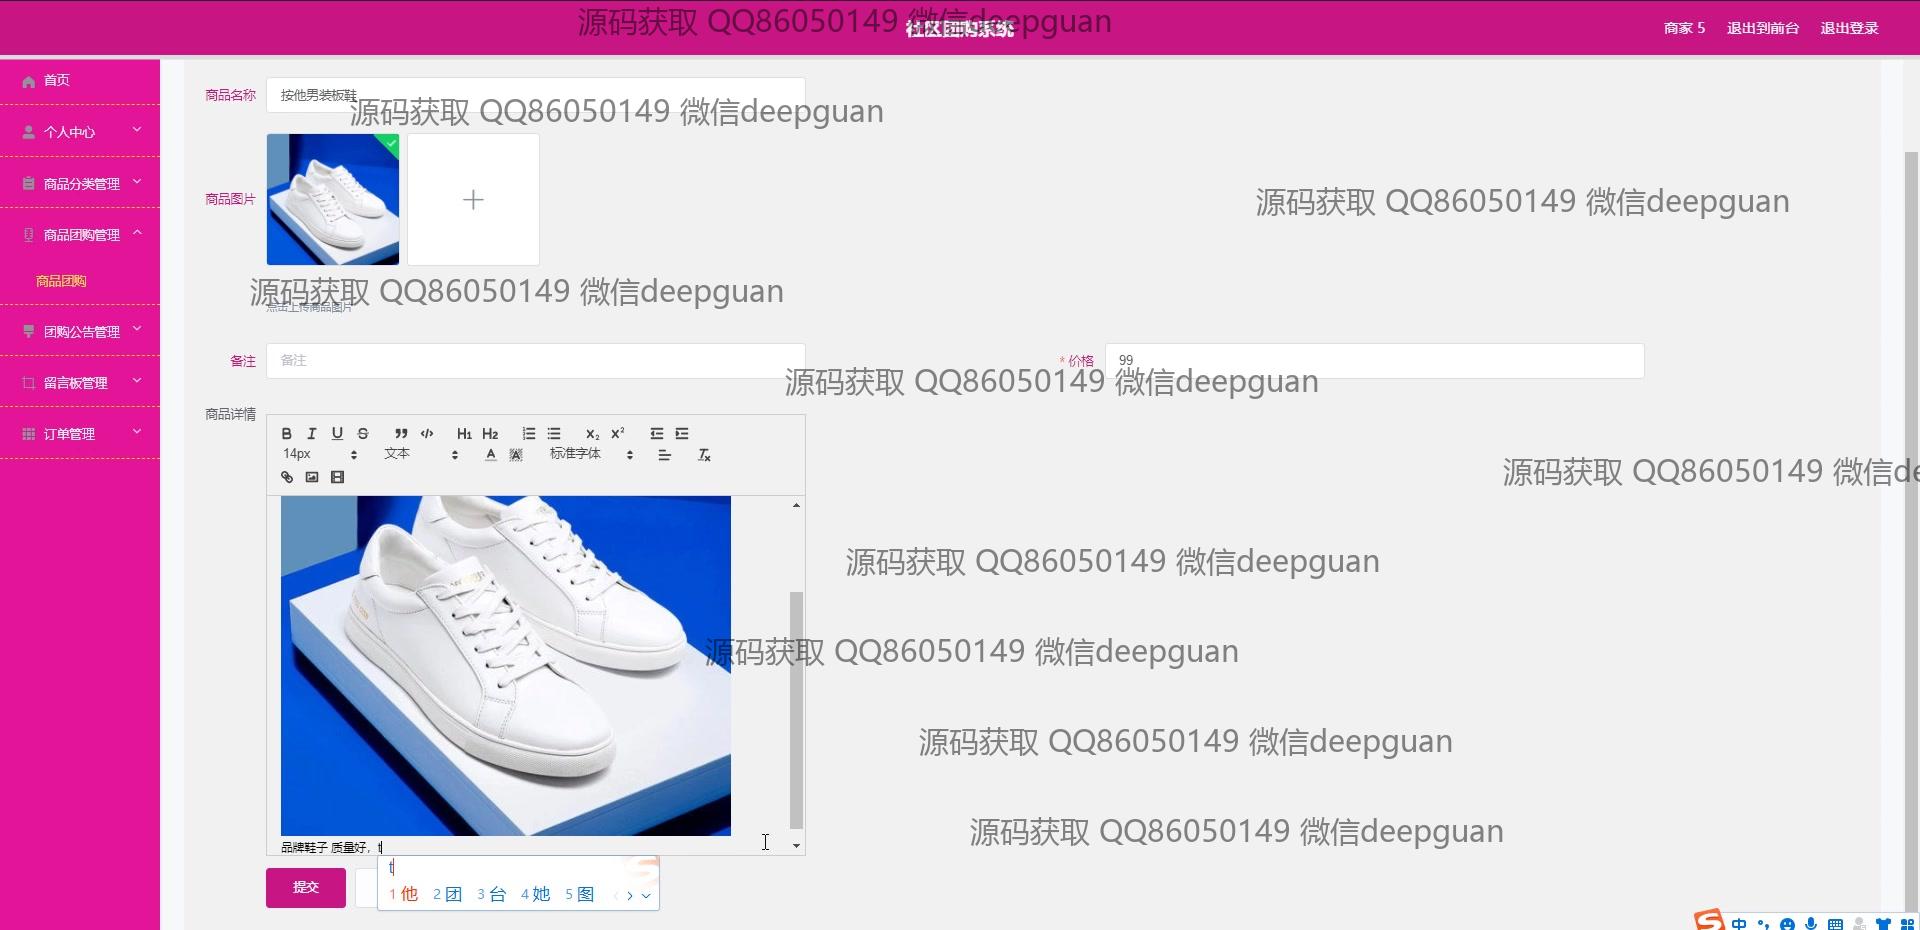 源码获取 QQ86050149 微信deepguan
社区团购系统
商家 5 退出到前台 退出登录
首页
个人中心
商品分类管理
商品团购管理
商品团购
团购公告管理
留言板管理
订单管理
商品名称 按他男装板鞋
源码获取 QQ86050149 微信deepguan
商品图片
源码获取 QQ86050149 微信deepguan
源码获取 QQ86050149 微信deepguan
点击上传商品图片
备注 备注
* 价格 99
源码获取 QQ86050149 微信deepguan
商品详情
B I U S H1 H2 X2 X2
14px 文本 A A 标准字体 Tx
源码获取 QQ86050149 微信de
源码获取 QQ86050149 微信deepguan
源码获取 QQ86050149 微信deepguan
源码获取 QQ86050149 微信deepguan
源码获取 QQ86050149 微信deepguan
品牌鞋子 质量好，t
提交
t
1 他 2 团 3 台 4 她 5 图
中